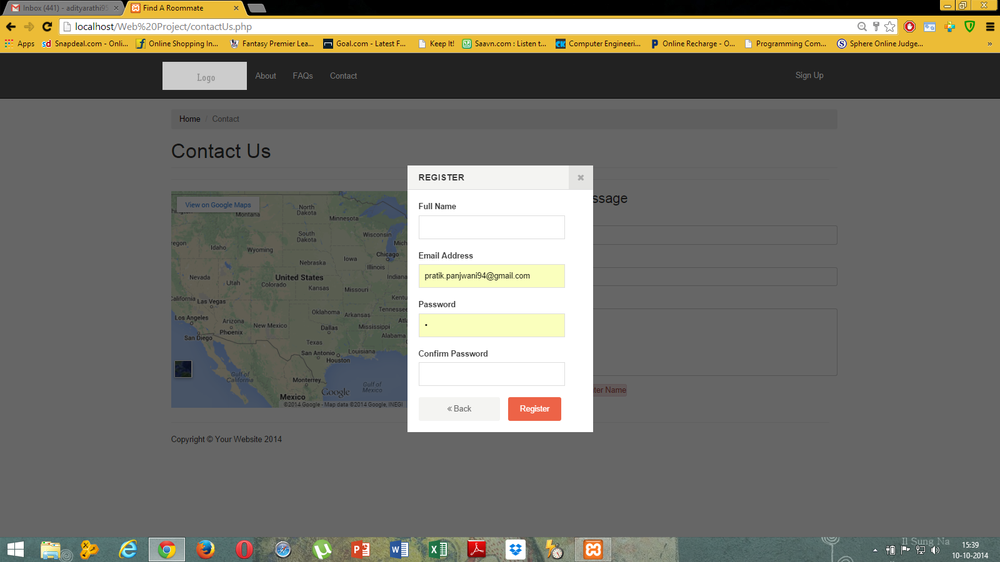 Inbox (441) - adityarathi95
Find A Roommate
localhost/Web%20Project/contactUs.php
Apps
Snapdeal.com - Onli...
Online Shopping In...
Fantasy Premier Lea...
Goal.com - Latest F...
Keep It!
Saavn.com : Listen t...
Computer Engineeri...
Online Recharge - O...
Programming Com...
Sphere Online Judge...
»
Logo
About
FAQs
Contact
Sign Up
Home / Contact
Contact Us
REGISTER
ssage
Full Name
Email Address
pratik.panjwani94@gmail.com
Password
•
Confirm Password
« Back
Register
ter Name
View on Google Maps
Montana
North
Dakota
Minnesota
South
Dakota
Wisconsin
Mich
egon
Idaho
Wyoming
Chicago
Nebraska
Iowa
Illinois
Indiana
Nevada
Utah
United States
Colorado
Kansas
Missouri
Kentu
California
Las Vegas
Oklahoma
Arkansas
Tennessee
Los Angeles
Arizona
New Mexico
Phoenix
Dallas
Mississippi
Atl
Alabama
San Diego
Texas
San Antonio
Houston
Louisiana
Gulf of
California
Monterrey
Gulf of
Mexico
Mexico
Google
©2014 Google - Map data ©2014 Google, INEGI
Copyright © Your Website 2014
Il Sung Na
15:39
10-10-2014